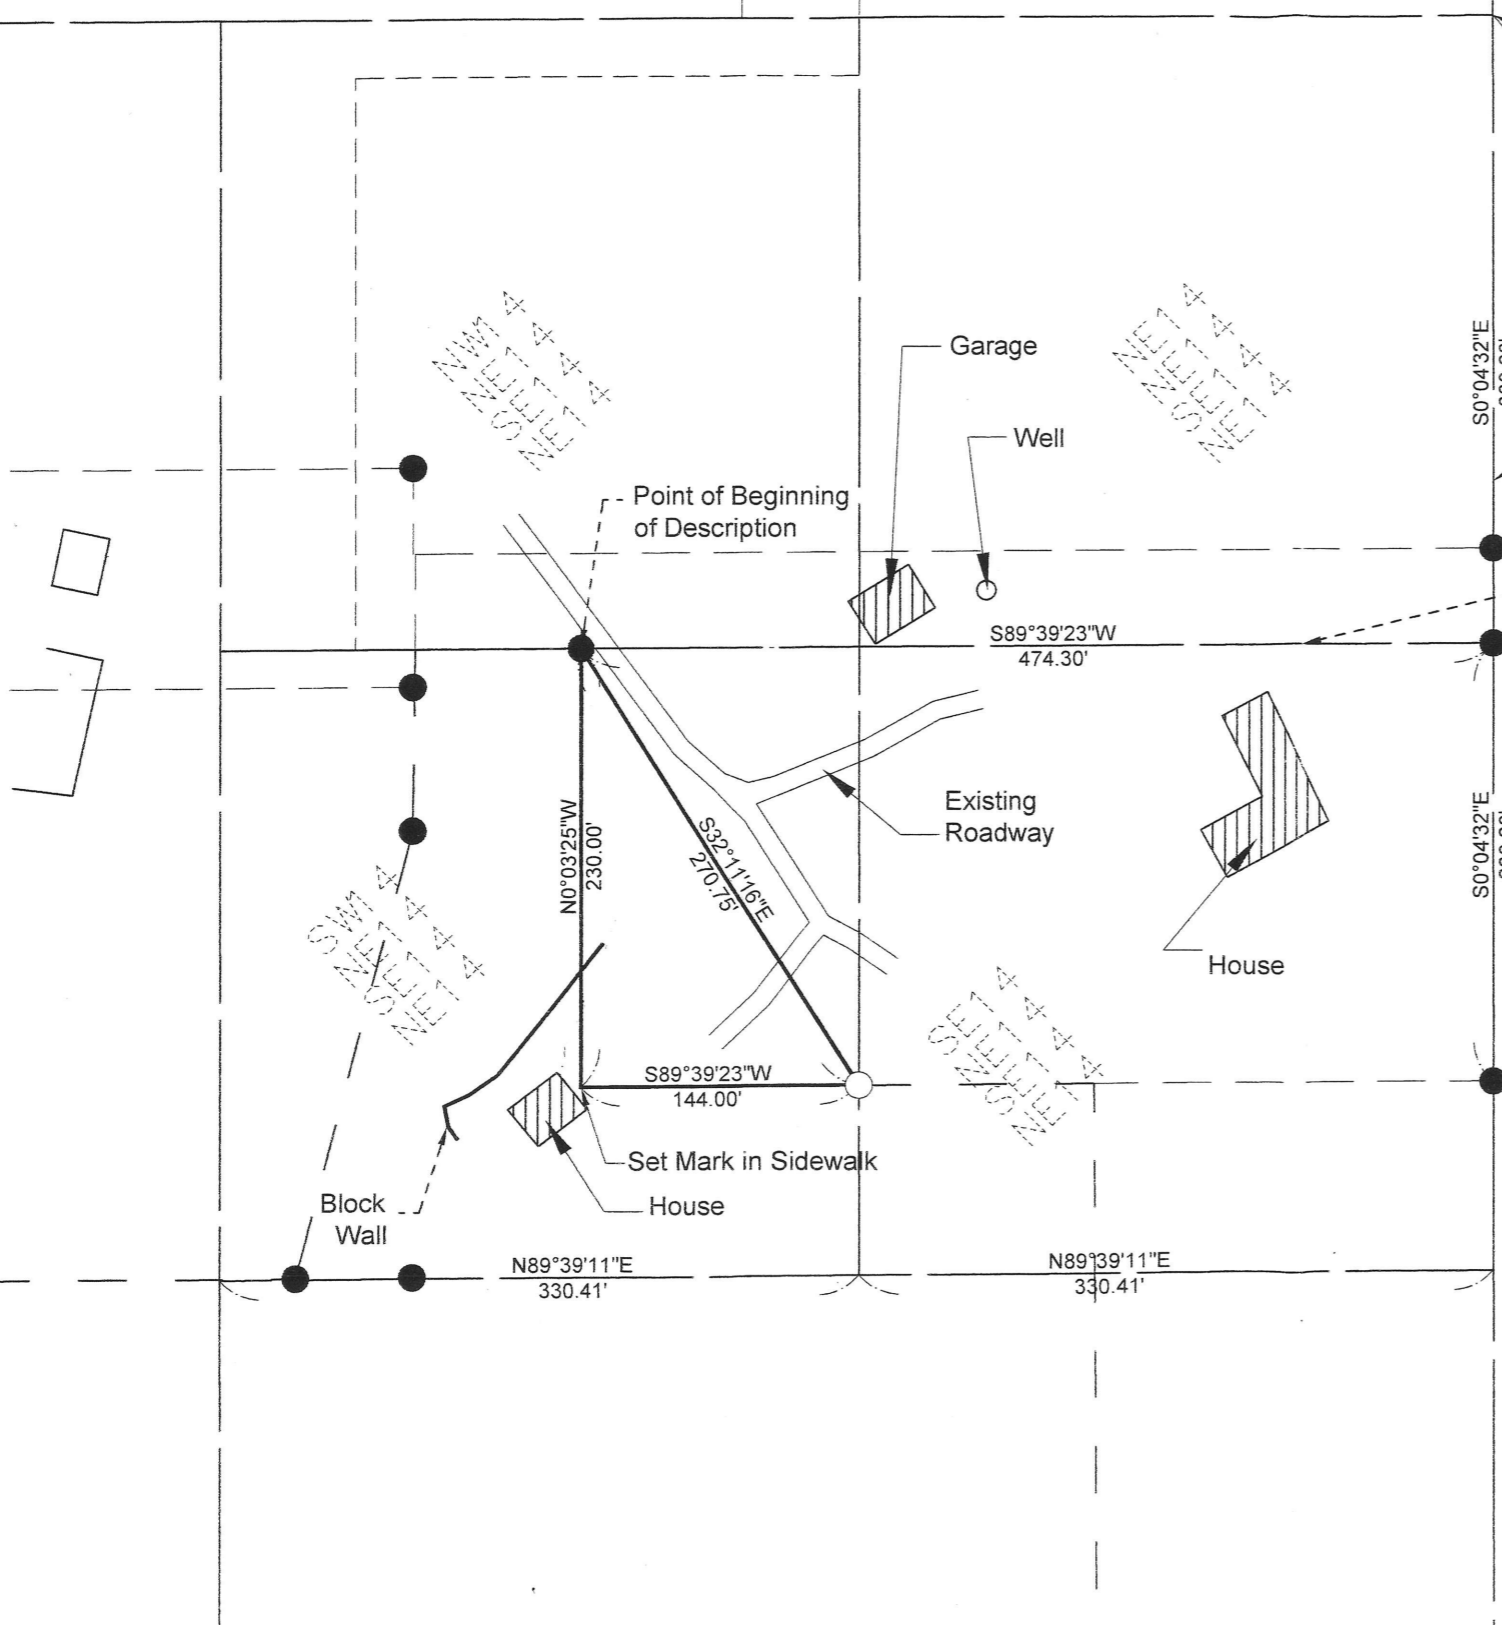 NW1 4
NE1 4
SE1 4
NE1 4
NE1 4
NE1 4
SE1 4
NE1 4
Garage
Well
S0°04'32"E
Point of Beginning
of Description
S89°39'23"W
474.30'
N0°03'25"W
230.00'
S32°11'16"E
270.75'
Existing
Roadway
S0°04'32"E
SW1 4
NE1 4
SE1 4
NE1 4
House
SE1 4
NE1 4
SE1 4
NE1 4
S89°39'23"W
144.00'
Set Mark in Sidewalk
House
Block
Wall
N89°39'11"E
330.41'
N89°39'11"E
330.41'